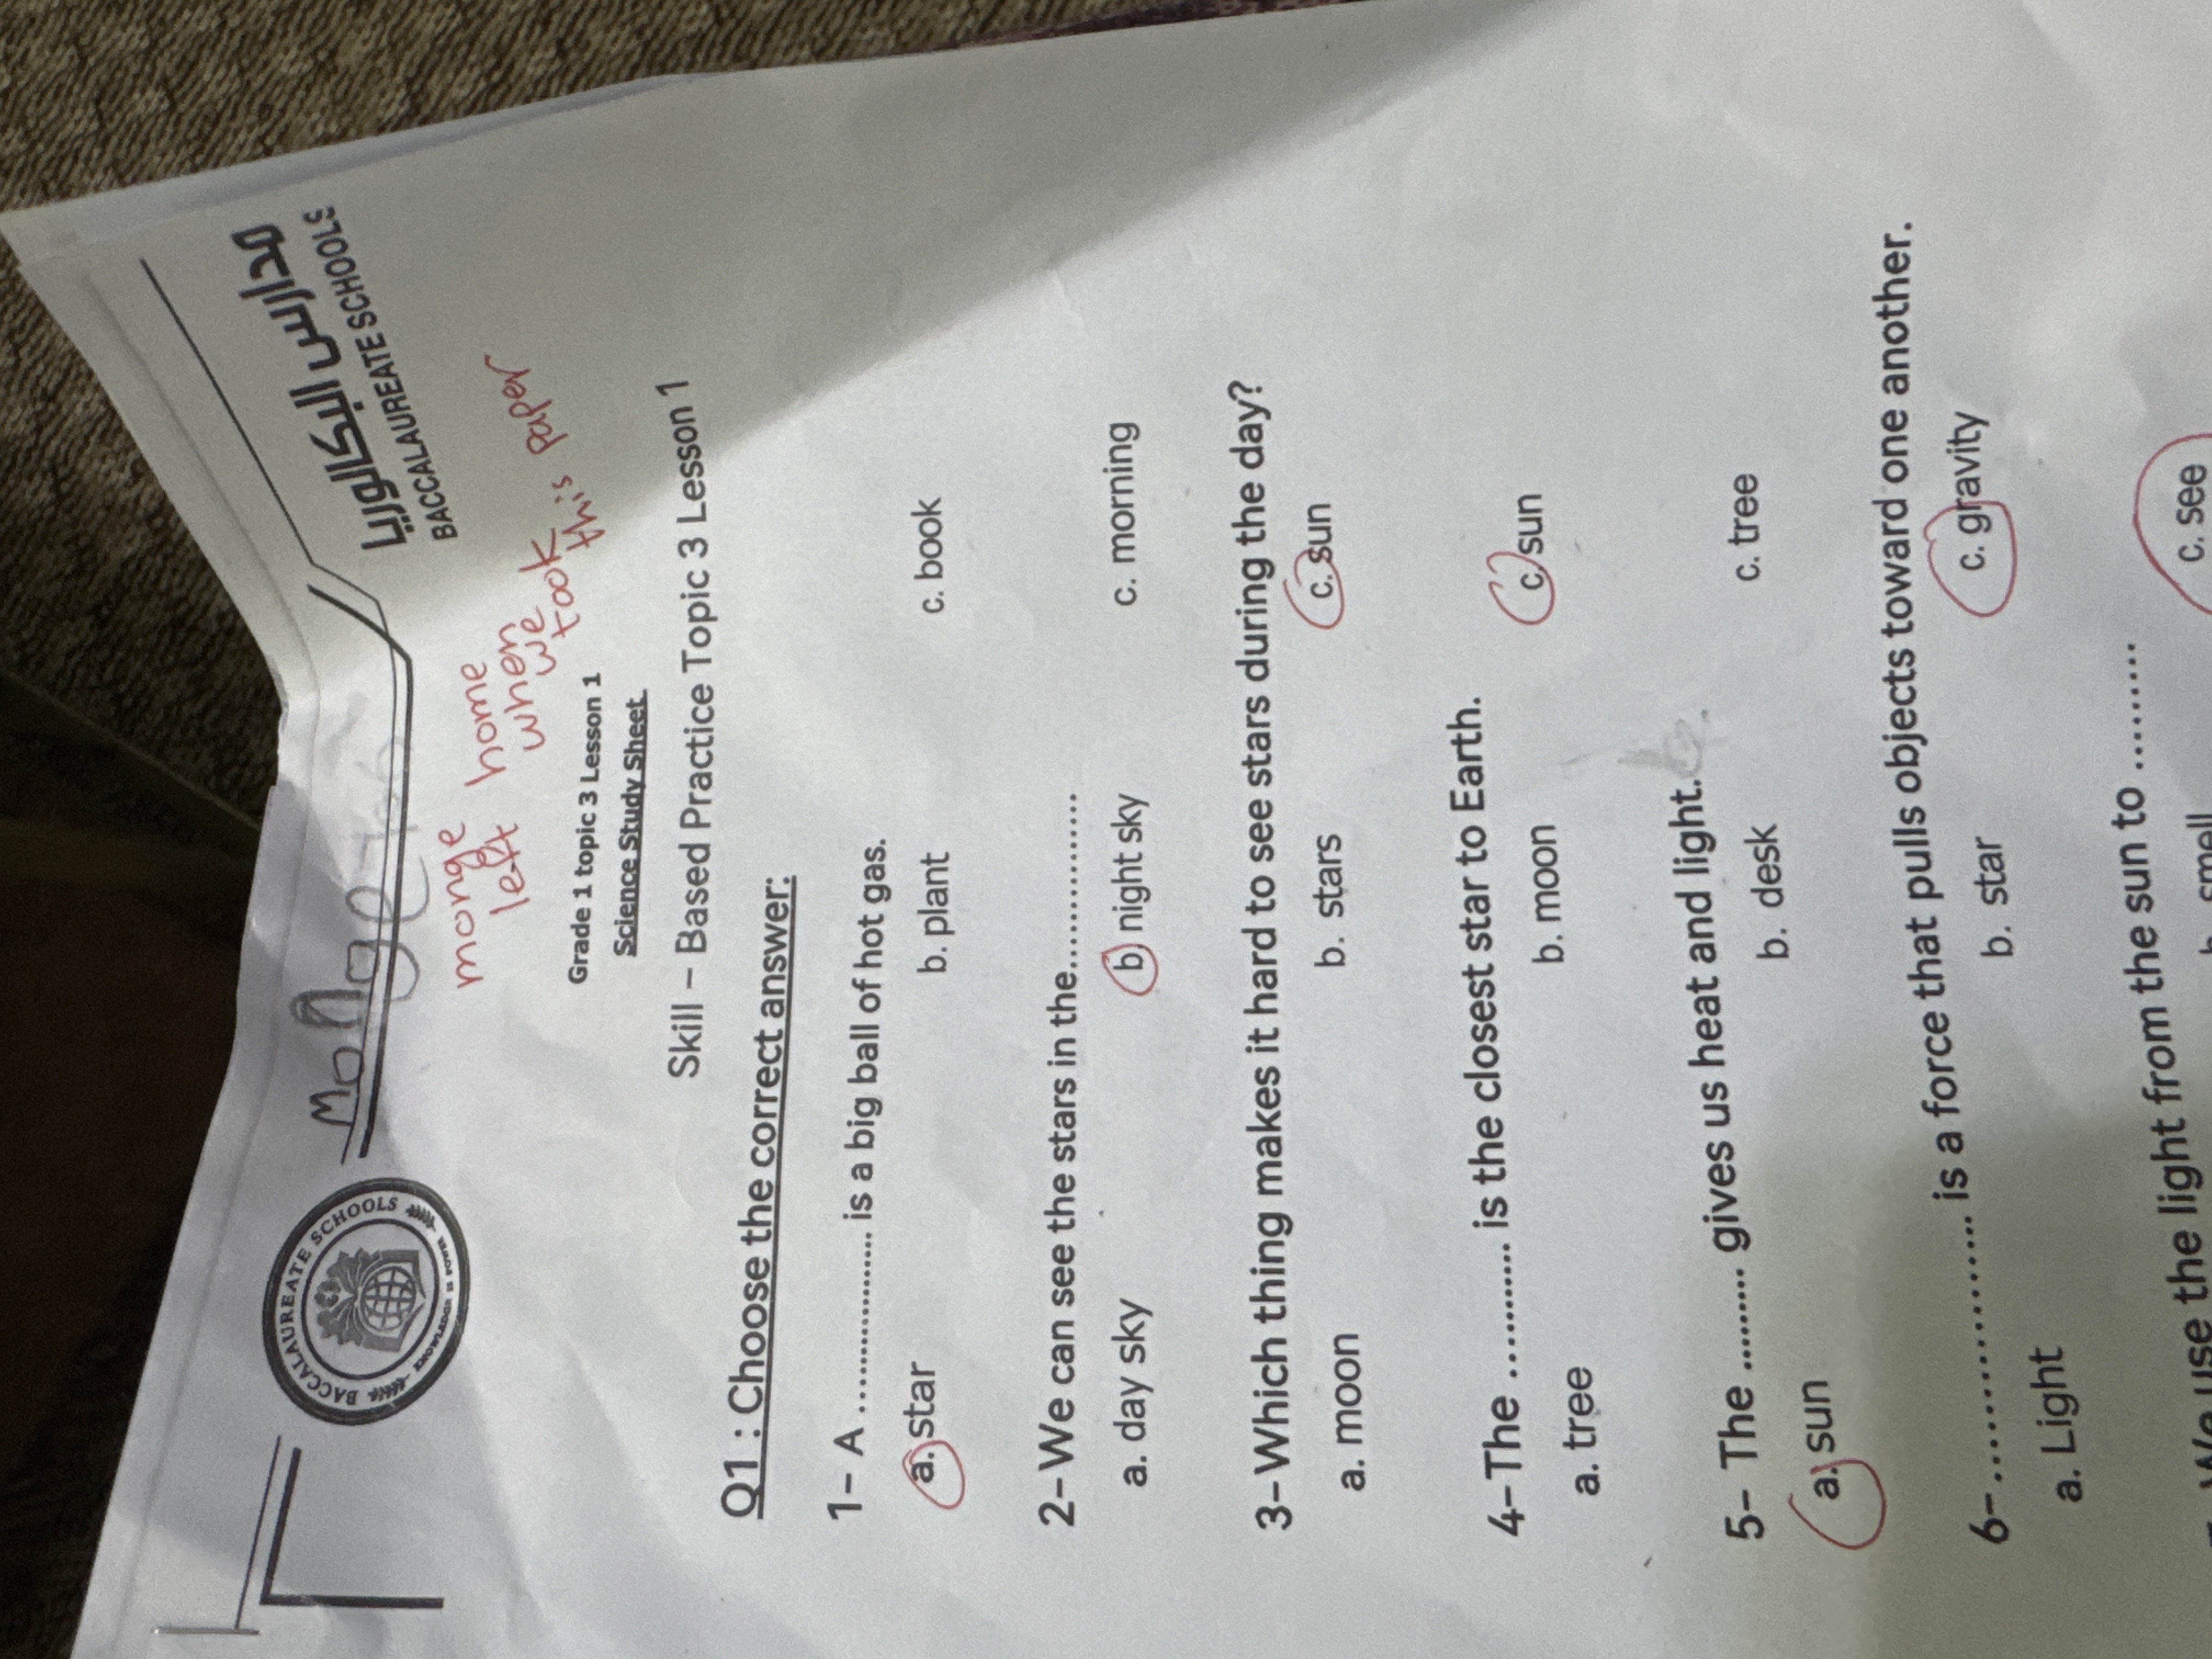 مدارس البكالوريا
BACCALAUREATE SCHOOLS
BACCALAUREATE SCHOOLS
monge home
left when
we took
this paper
Grade 1 topic 3 Lesson 1
Science Study Sheet
Skill – Based Practice Topic 3 Lesson 1
Q1 : Choose the correct answer:
1- A ................. is a big ball of hot gas.
a. star b. plant c. book
2- We can see the stars in the..............
a. day sky b. night sky c. morning
3- Which thing makes it hard to see stars during the day?
a. moon b. stars c. sun
4- The ........... is the closest star to Earth.
a. tree b. moon c. sun
5- The ......... gives us heat and light.
a. sun b. desk c. tree
6- .................... is a force that pulls objects toward one another.
a. Light b. star c. gravity
We use the light from the sun to .........
smell c. see